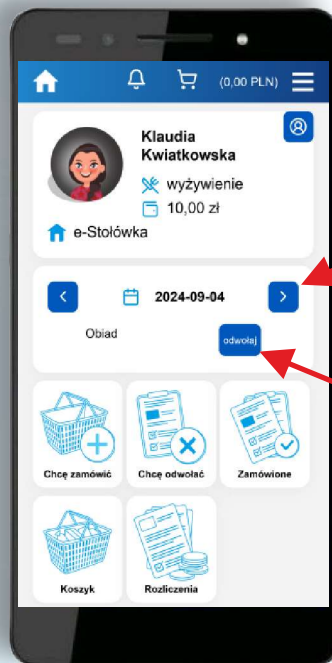 (0,00 PLN)
Klaudia
Kwiatkowska
wyżywienie
10,00 zł
e-Stołówka
2024-09-04
Obiad
odwołaj
Chcę zamówić
Chcę odwołać
Zamówione
Koszyk
Rozliczenia